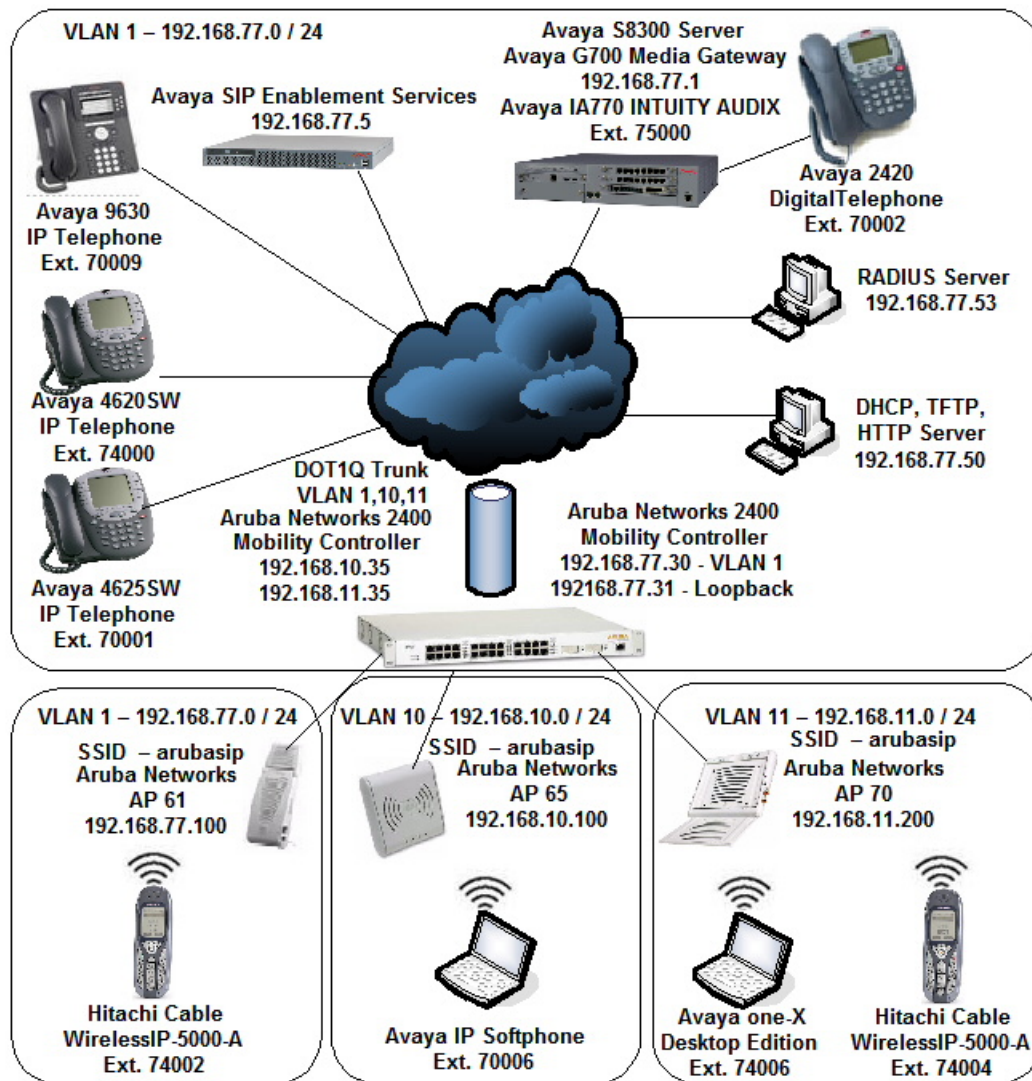 VLAN 1 – 192.168.77.0 / 24
Avaya SIP Enablement Services
192.168.77.5
Avaya S8300 Server
Avaya G700 Media Gateway
192.168.77.1
Avaya IA770 INTUITY AUDIX
Ext. 75000
Avaya 2420
DigitalTelephone
Ext. 70002
Avaya 9630
IP Telephone
Ext. 70009
RADIUS Server
192.168.77.53
Avaya 4620SW
IP Telephone
Ext. 74000
DHCP, TFTP,
HTTP Server
192.168.77.50
Avaya 4625SW
IP Telephone
Ext. 70001
DOT1Q Trunk
VLAN 1,10,11
Aruba Networks 2400
Mobility Controller
192.168.10.35
192.168.11.35
Aruba Networks 2400
Mobility Controller
192.168.77.30 - VLAN 1
192168.77.31 - Loopback
VLAN 1 – 192.168.77.0 / 24
SSID – arubasip
Aruba Networks
AP 61
192.168.77.100
Hitachi Cable
WirelessIP-5000-A
Ext. 74002
VLAN 10 – 192.168.10.0 / 24
SSID – arubasip
Aruba Networks
AP 65
192.168.10.100
Avaya IP Softphone
Ext. 70006
VLAN 11 – 192.168.11.0 / 24
SSID – arubasip
Aruba Networks
AP 70
192.168.11.200
Avaya one-X
Desktop Edition
Ext. 74006
Hitachi Cable
WirelessIP-5000-A
Ext. 74004